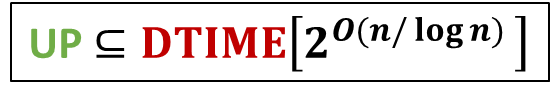 UP ⊆ DTIME[2^{O(n/ log n)}]